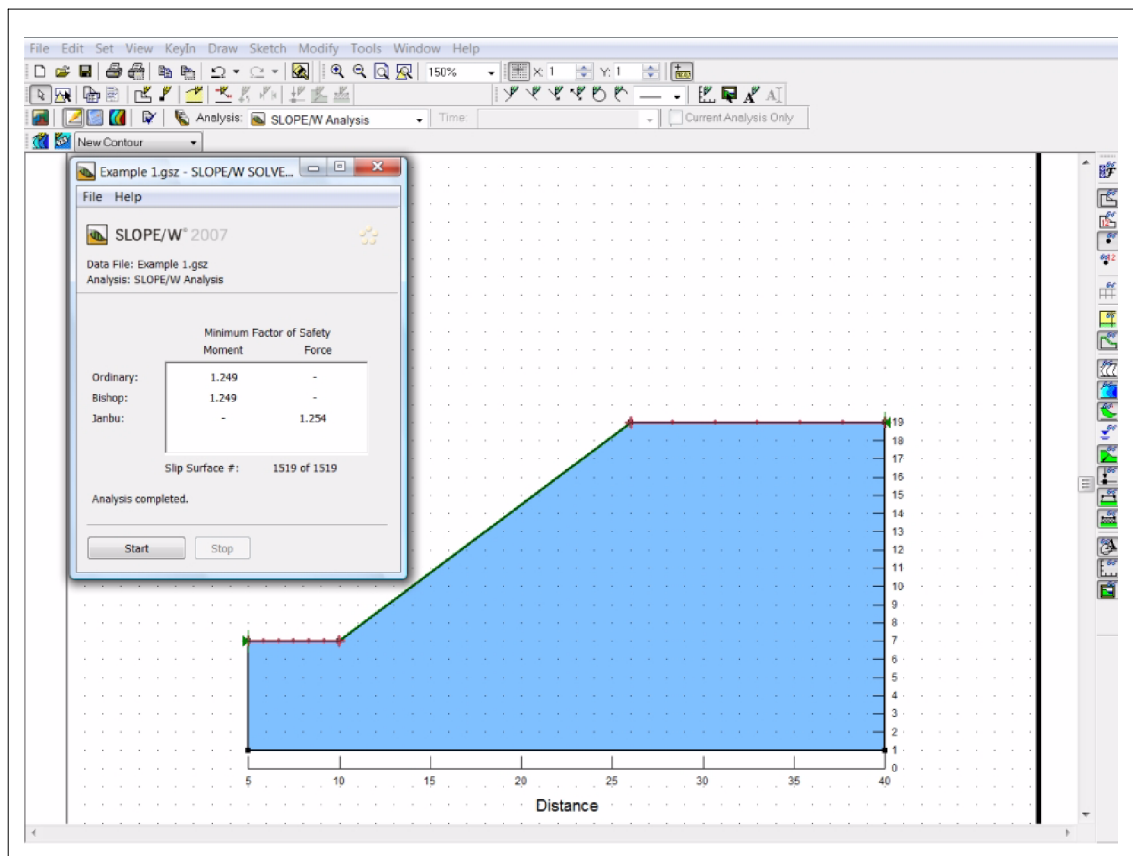 File Edit Set View KeyIn Draw Sketch Modify Tools Window Help
150% X: 1 Y: 1
Analysis: SLOPE/W Analysis Time: Current Analysis Only
New Contour
Example 1.gsz - SLOPE/W SOLVE...
File Help
SLOPE/W® 2007
Data File: Example 1.gsz
Analysis: SLOPE/W Analysis
Minimum Factor of Safety
Moment Force
Ordinary: 1.249 -
Bishop: 1.249 -
Janbu: - 1.254
Slip Surface #: 1519 of 1519
Analysis completed.
Start Stop
19
18
17
16
15
14
13
12
11
10
9
8
7
6
5
4
3
2
1
0
5 10 15 20 25 30 35 40
Distance